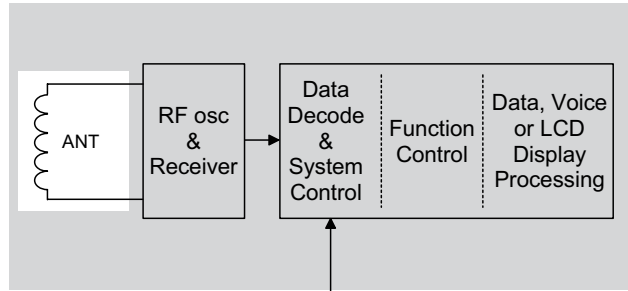 ANT
RF osc
&
Receiver
Data
Decode
&
System
Control
Function
Control
Data, Voice
or LCD
Display
Processing